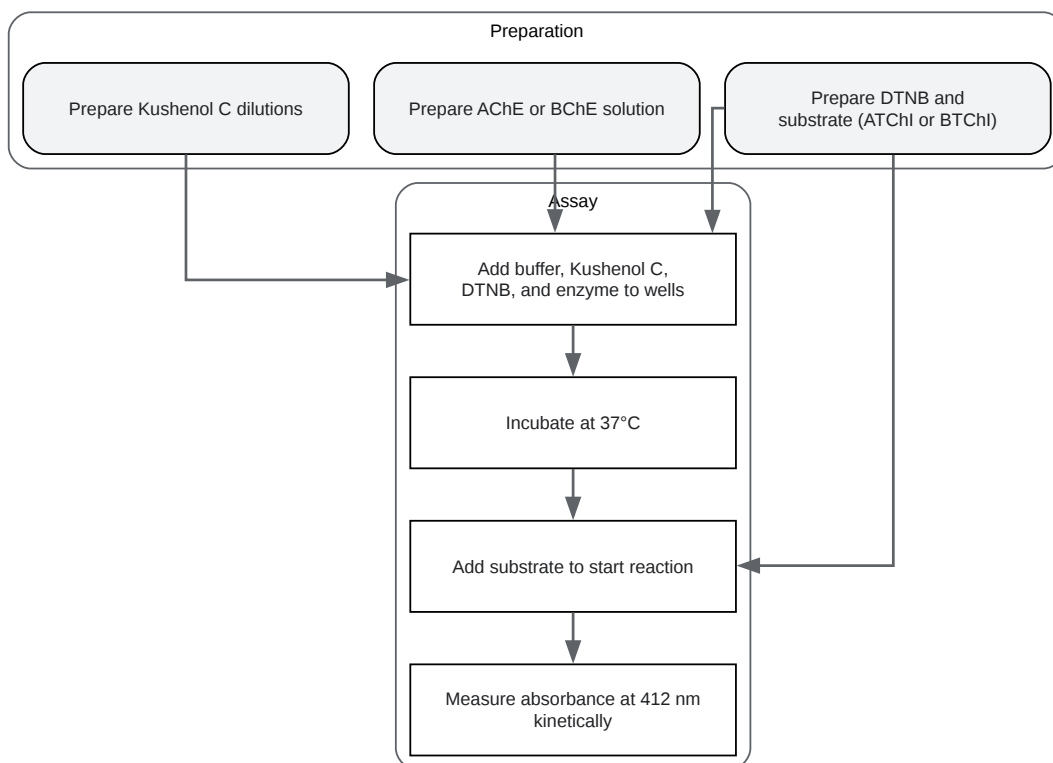 Preparation
Prepare Kushenol C dilutions
Prepare AChE or BChE solution
Prepare DTNB and
substrate (ATChI or BTChI)
Assay
Add buffer, Kushenol C,
DTNB, and enzyme to wells
Incubate at 37°C
Add substrate to start reaction
Measure absorbance at 412 nm
kinetically